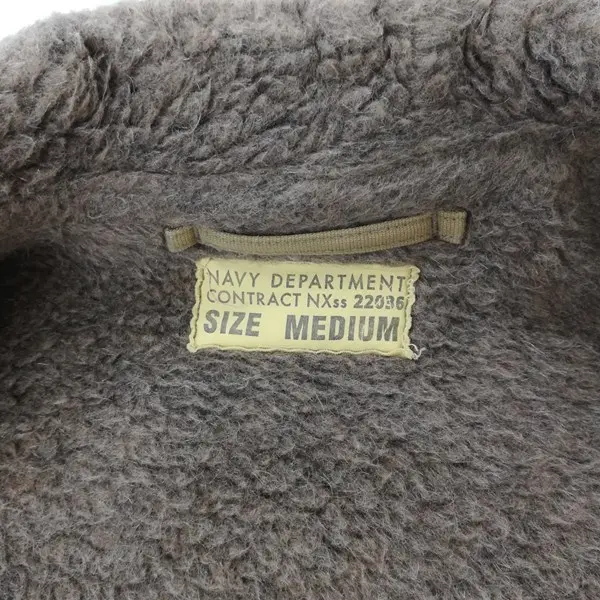 NAVY DEPARTMENT
CONTRACT NXss 22036
SIZE MEDIUM